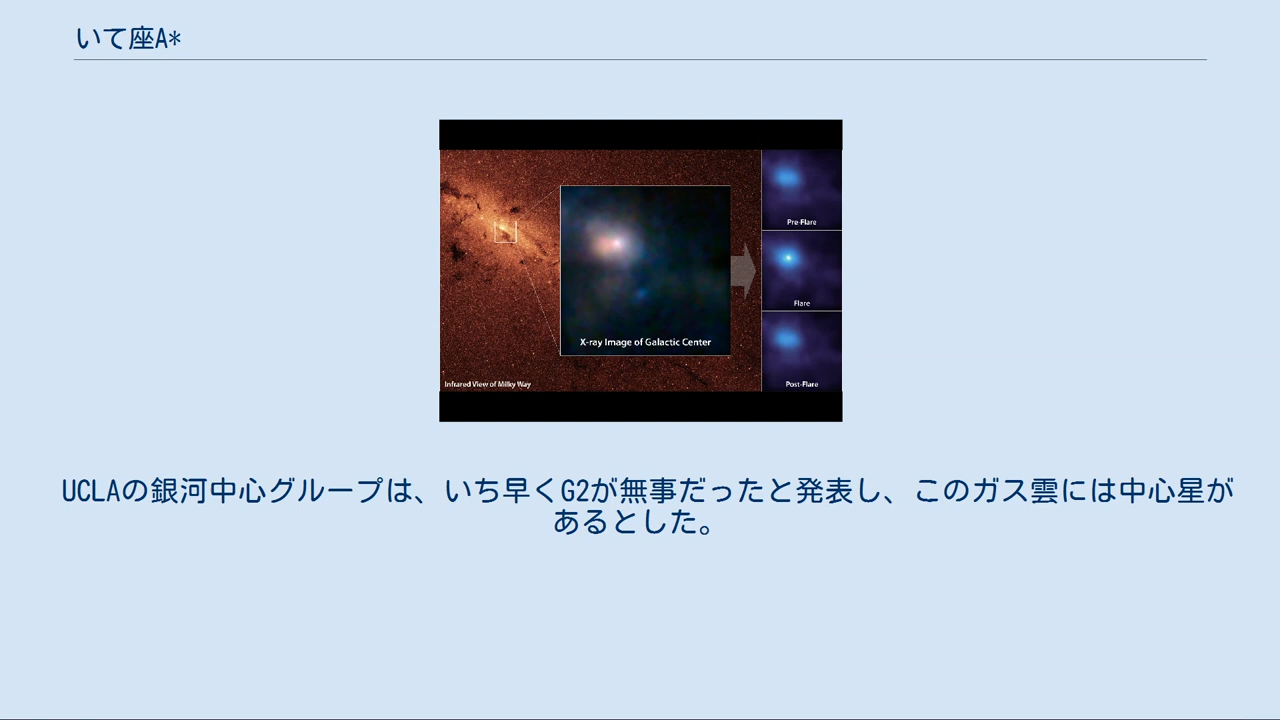 いて座A*
Pre-Flare
Flare
X-ray Image of Galactic Center
Infrared View of Milky Way
Post-Flare
UCLAの銀河中心グループは、いち早くG2が無事だったと発表し、このガス雲には中心星が
あるとした。